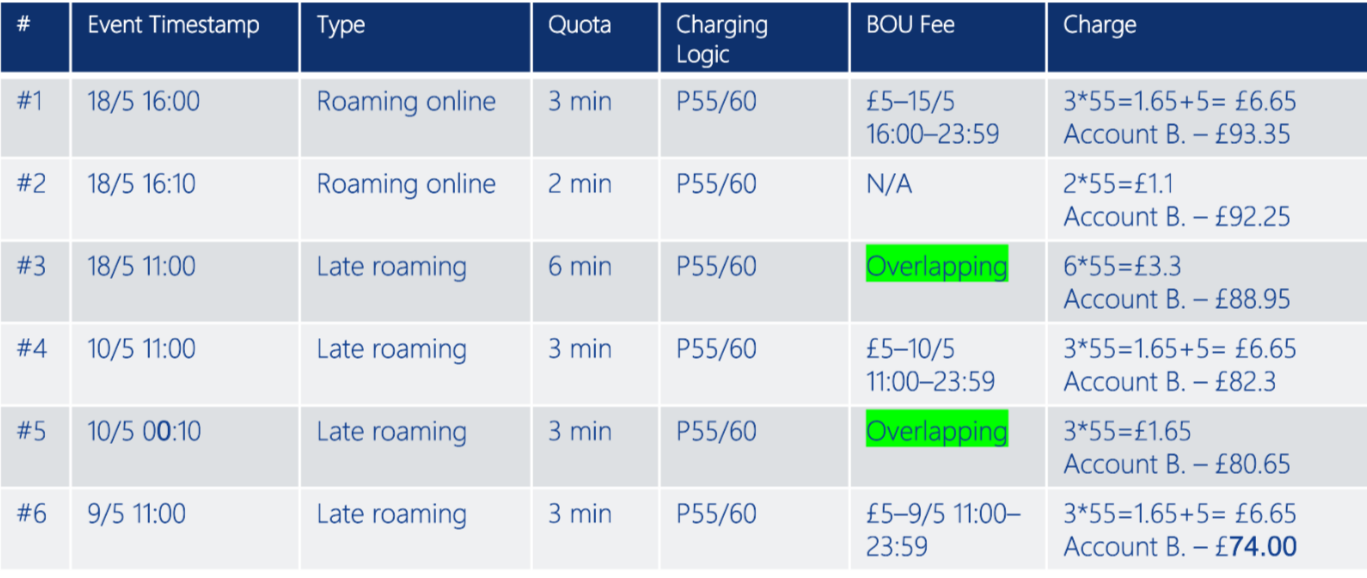 # Event Timestamp Type Quota Charging Logic BOU Fee Charge
#1 18/5 16:00 Roaming online 3 min P55/60 £5–15/5 16:00–23:59 3*55=1.65+5= £6.65 Account B. – £93.35
#2 18/5 16:10 Roaming online 2 min P55/60 N/A 2*55=£1.1 Account B. – £92.25
#3 18/5 11:00 Late roaming 6 min P55/60 Overlapping 6*55=£3.3 Account B. – £88.95
#4 10/5 11:00 Late roaming 3 min P55/60 £5–10/5 11:00–23:59 3*55=1.65+5= £6.65 Account B. – £82.3
#5 10/5 00:10 Late roaming 3 min P55/60 Overlapping 3*55=£1.65 Account B. – £80.65
#6 9/5 11:00 Late roaming 3 min P55/60 £5–9/5 11:00–23:59 3*55=1.65+5= £6.65 Account B. – £74.00